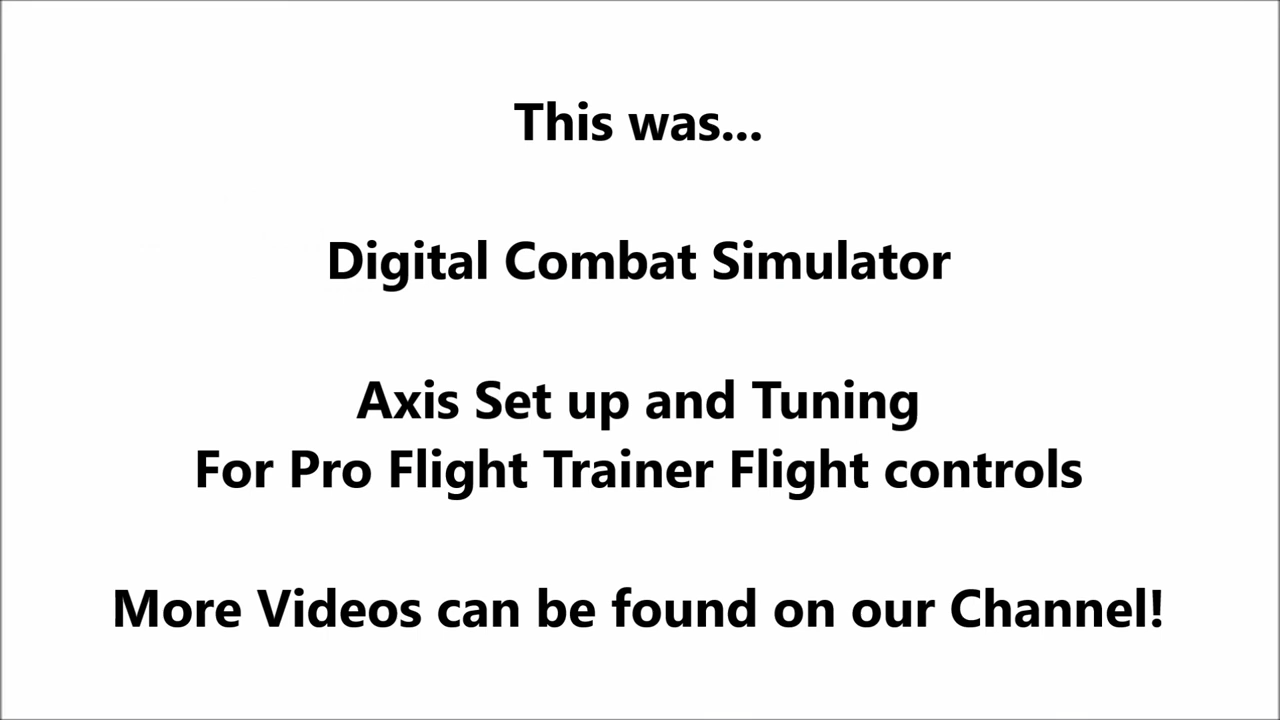 This was...
Digital Combat Simulator
Axis Set up and Tuning
For Pro Flight Trainer Flight controls
More Videos can be found on our Channel!